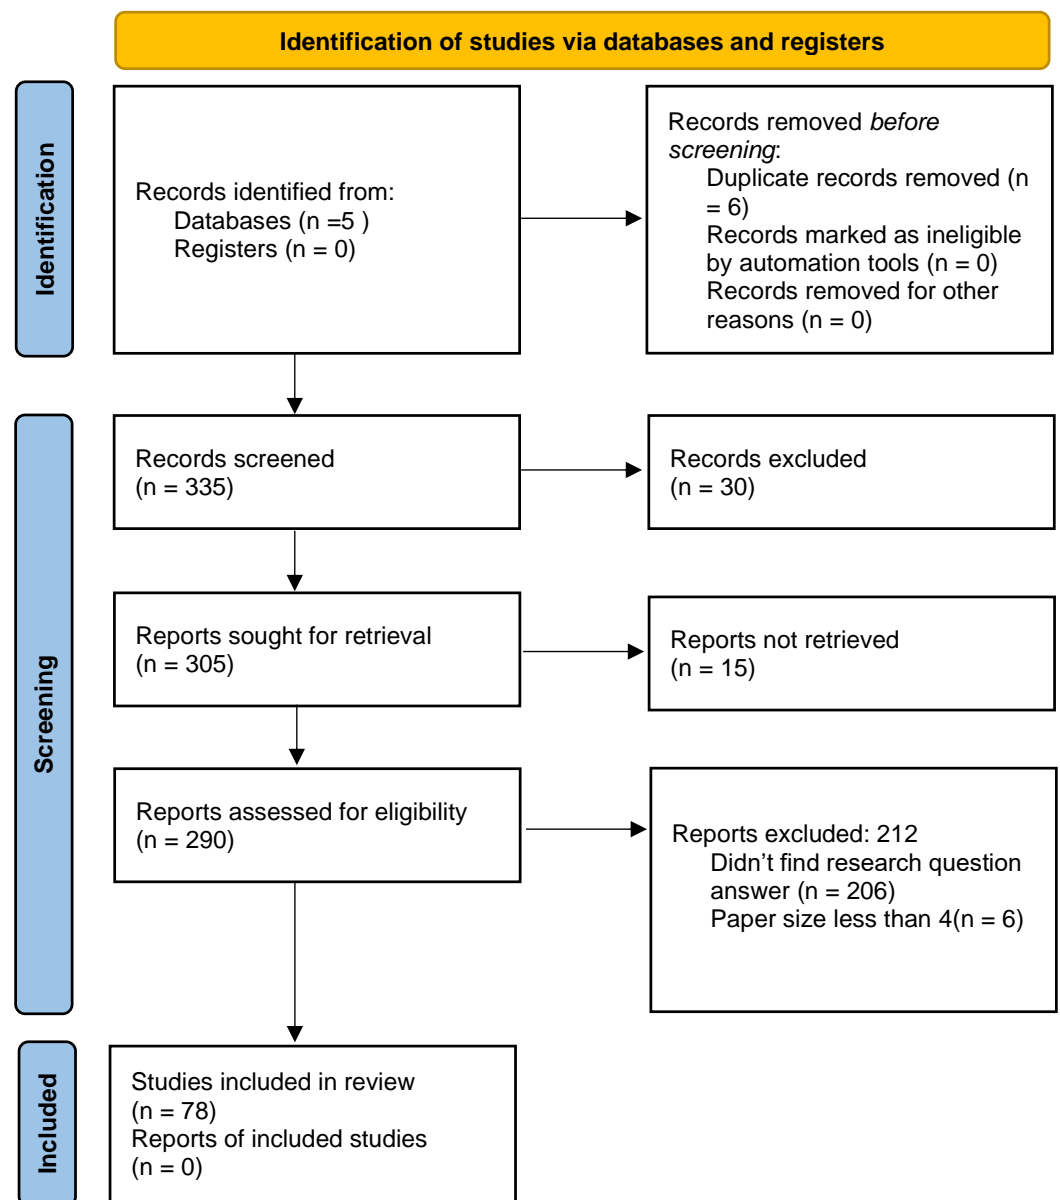 Identification of studies via databases and registers
Identification
Records identified from:
Databases (n =5 )
Registers (n = 0)
Records removed before
screening:
Duplicate records removed (n
= 6)
Records marked as ineligible
by automation tools (n = 0)
Records removed for other
reasons (n = 0)
Screening
Records screened
(n = 335)
Records excluded
(n = 30)
Reports sought for retrieval
(n = 305)
Reports not retrieved
(n = 15)
Reports assessed for eligibility
(n = 290)
Reports excluded: 212
Didn’t find research question
answer (n = 206)
Paper size less than 4(n = 6)
Included
Studies included in review
(n = 78)
Reports of included studies
(n = 0)